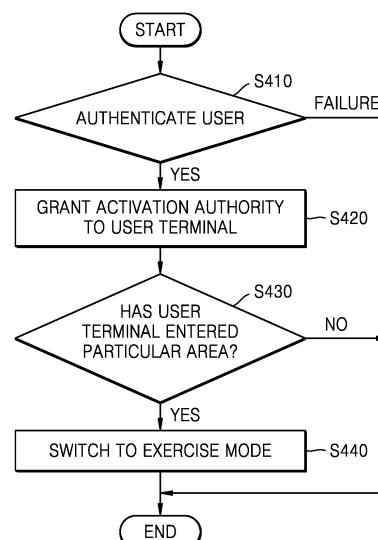 START
S410
AUTHENTICATE USER
FAILURE
YES
GRANT ACTIVATION AUTHORITY
TO USER TERMINAL
S420
S430
HAS USER
TERMINAL ENTERED
PARTICULAR AREA?
NO
YES
SWITCH TO EXERCISE MODE
S440
END